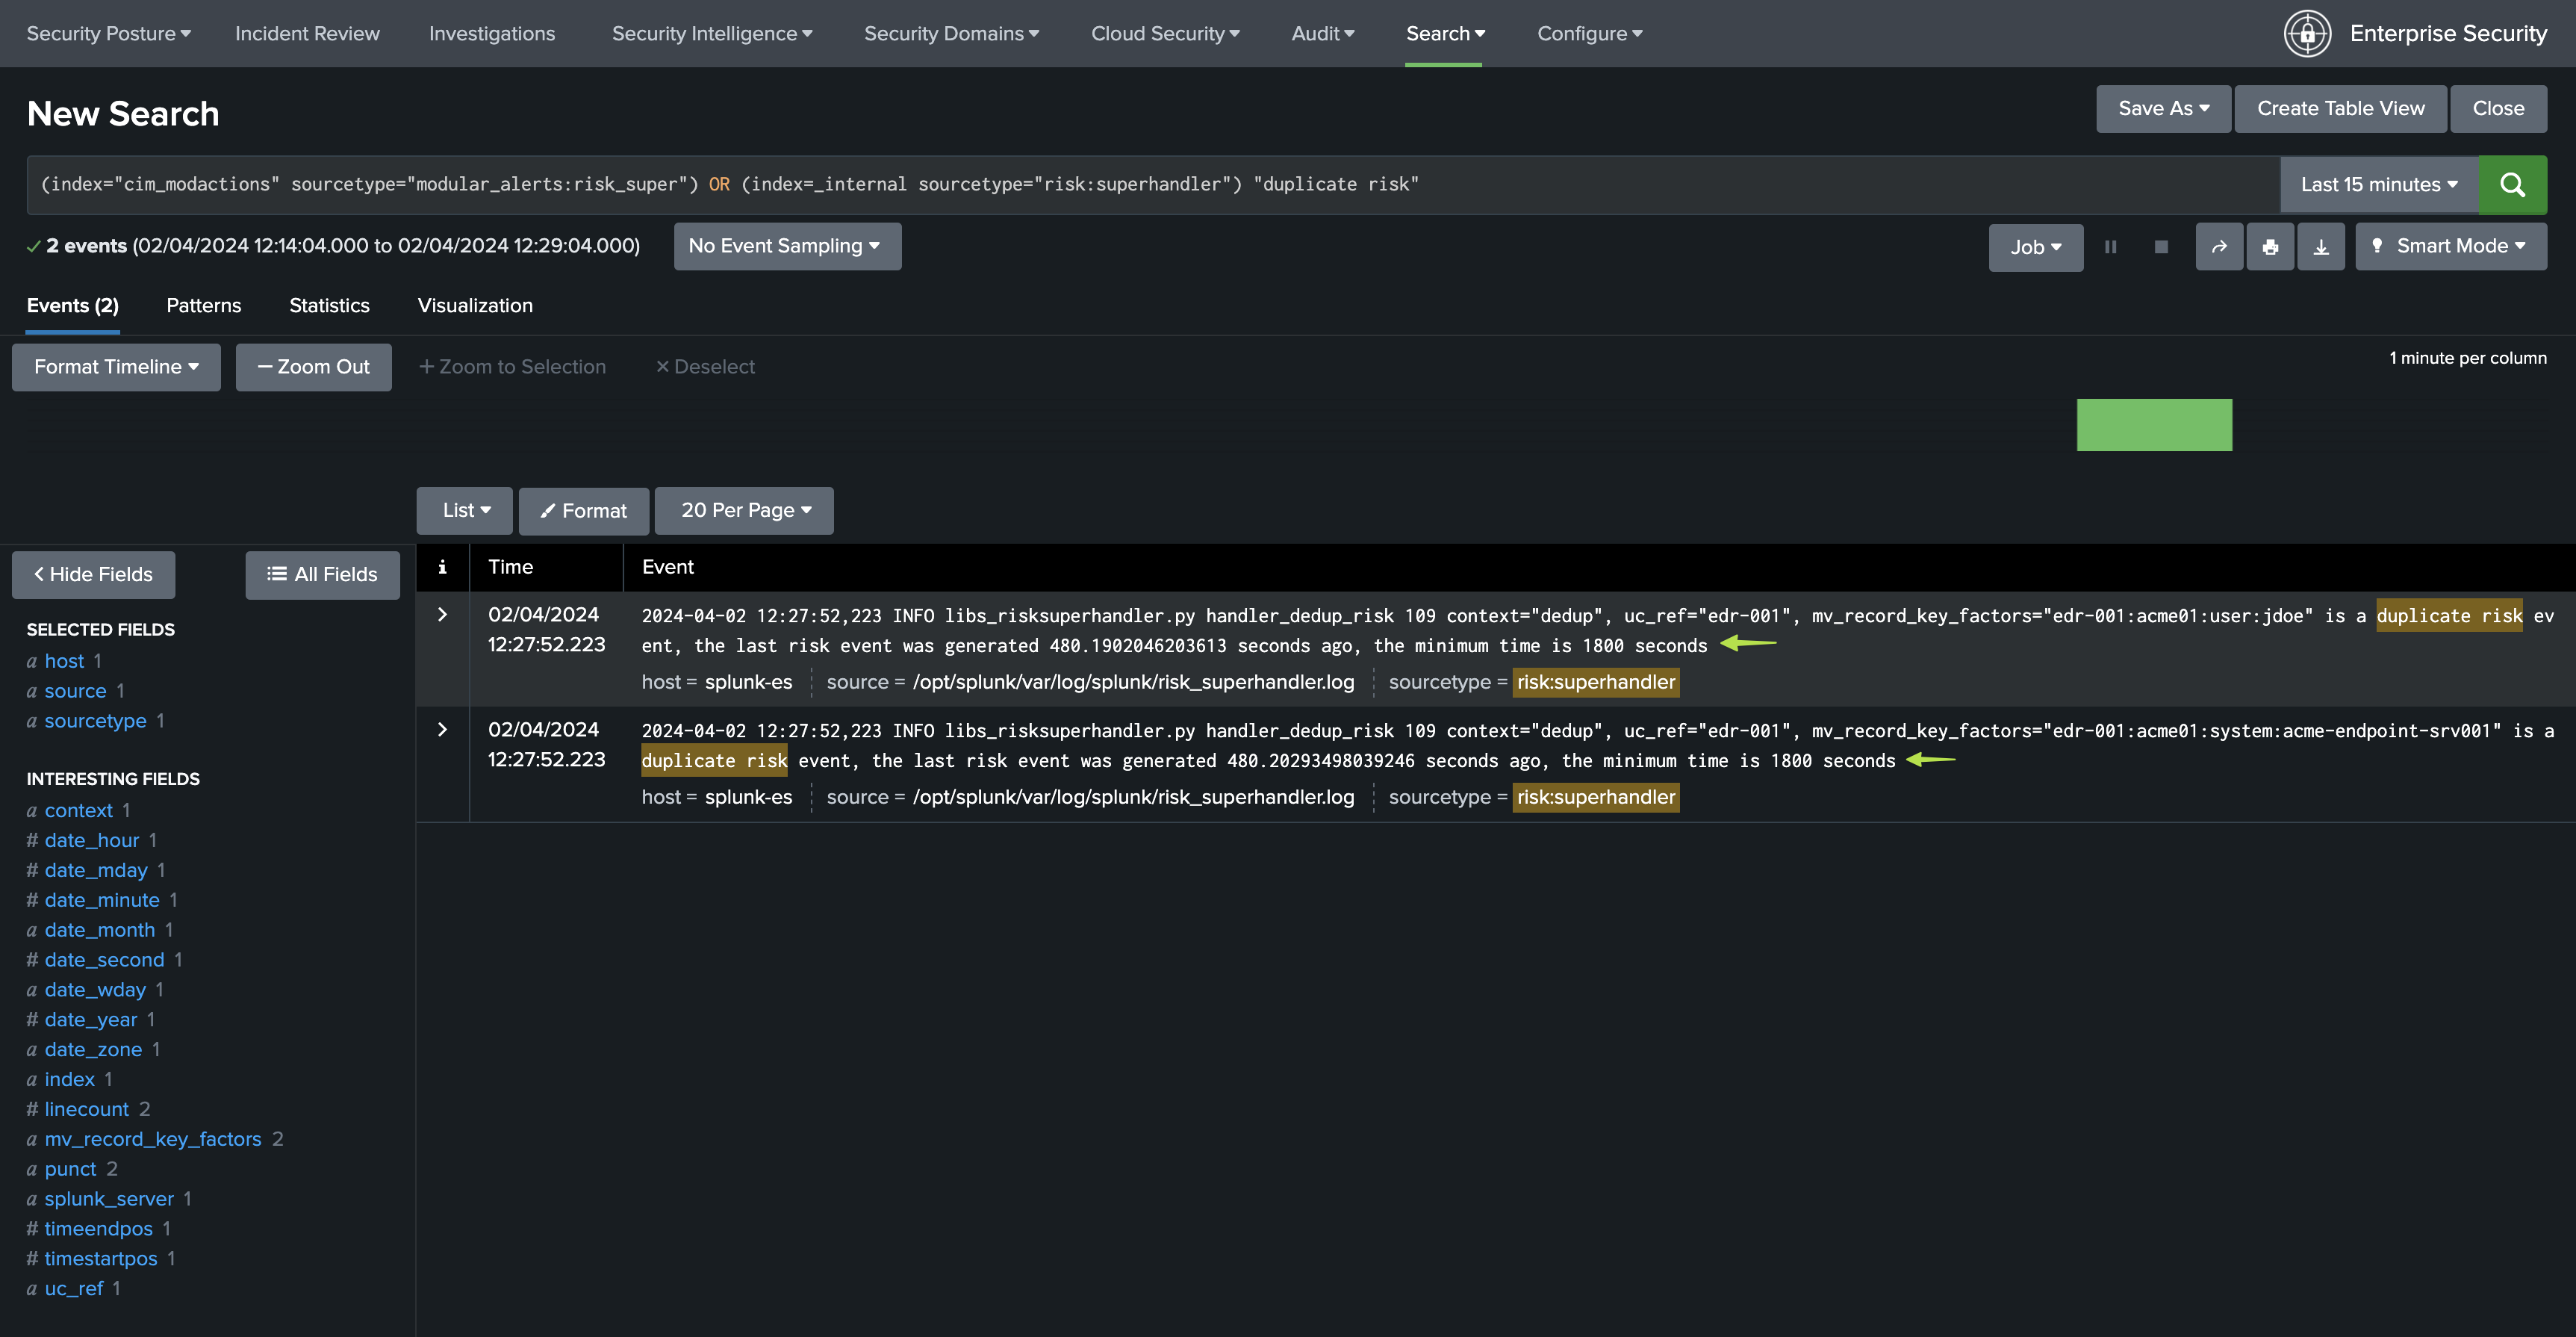 Security Posture Incident Review Investigations Security Intelligence Security Domains Cloud Security Audit Search Configure Enterprise Security
New Search
Save As Create Table View Close
(index="cim_modactions" sourcetype="modular_alerts:risk_super") OR (index=_internal sourcetype="risk:superhandler") "duplicate risk"
Last 15 minutes
✓ 2 events (02/04/2024 12:14:04.000 to 02/04/2024 12:29:04.000)
No Event Sampling
Job
Smart Mode
Events (2) Patterns Statistics Visualization
Format Timeline — Zoom Out + Zoom to Selection × Deselect
1 minute per column
List Format 20 Per Page
< Hide Fields All Fields
SELECTED FIELDS
a host 1
a source 1
a sourcetype 1
INTERESTING FIELDS
a context 1
# date_hour 1
# date_mday 1
# date_minute 1
a date_month 1
# date_second 1
a date_wday 1
# date_year 1
a date_zone 1
a index 1
# linecount 2
a mv_record_key_factors 2
a punct 2
a splunk_server 1
# timeendpos 1
# timestartpos 1
a uc_ref 1
i Time Event
> 02/04/2024
12:27:52.223
2024-04-02 12:27:52,223 INFO libs_risksuperhandler.py handler_dedup_risk 109 context="dedup", uc_ref="edr-001", mv_record_key_factors="edr-001:acme01:user:jdoe" is a duplicate risk ev
ent, the last risk event was generated 480.1902046203613 seconds ago, the minimum time is 1800 seconds
host = splunk-es source = /opt/splunk/var/log/splunk/risk_superhandler.log sourcetype = risk:superhandler
> 02/04/2024
12:27:52.223
2024-04-02 12:27:52,223 INFO libs_risksuperhandler.py handler_dedup_risk 109 context="dedup", uc_ref="edr-001", mv_record_key_factors="edr-001:acme01:system:acme-endpoint-srv001" is a
duplicate risk event, the last risk event was generated 480.20293498039246 seconds ago, the minimum time is 1800 seconds
host = splunk-es source = /opt/splunk/var/log/splunk/risk_superhandler.log sourcetype = risk:superhandler